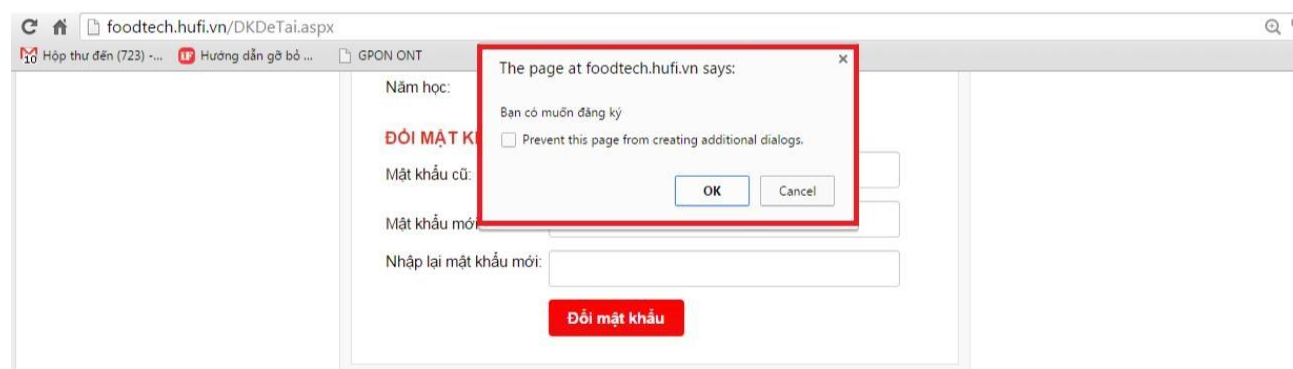 foodtech.hufi.vn/DKDeTai.aspx
10 Hộp thư đến (723) -... Hướng dẫn gỡ bỏ ... GPON ONT
The page at foodtech.hufi.vn says:
Năm học:
Bạn có muốn đăng ký
ĐỔI MẬT K
Prevent this page from creating additional dialogs.
Mật khẩu cũ:
OK Cancel
Mật khẩu mới
Nhập lại mật khẩu mới:
Đổi mật khẩu